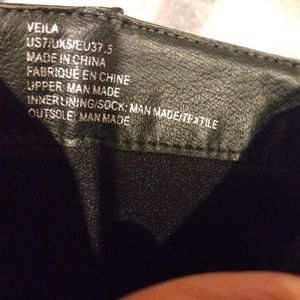 VEILA
US7/UK5/EU37.5
MADE IN CHINA
FABRIQUÉ EN CHINE
UPPER: MAN MADE
INNER LINING/SOCK: MAN MADE/TEXTILE
OUTSOLE: MAN MADE